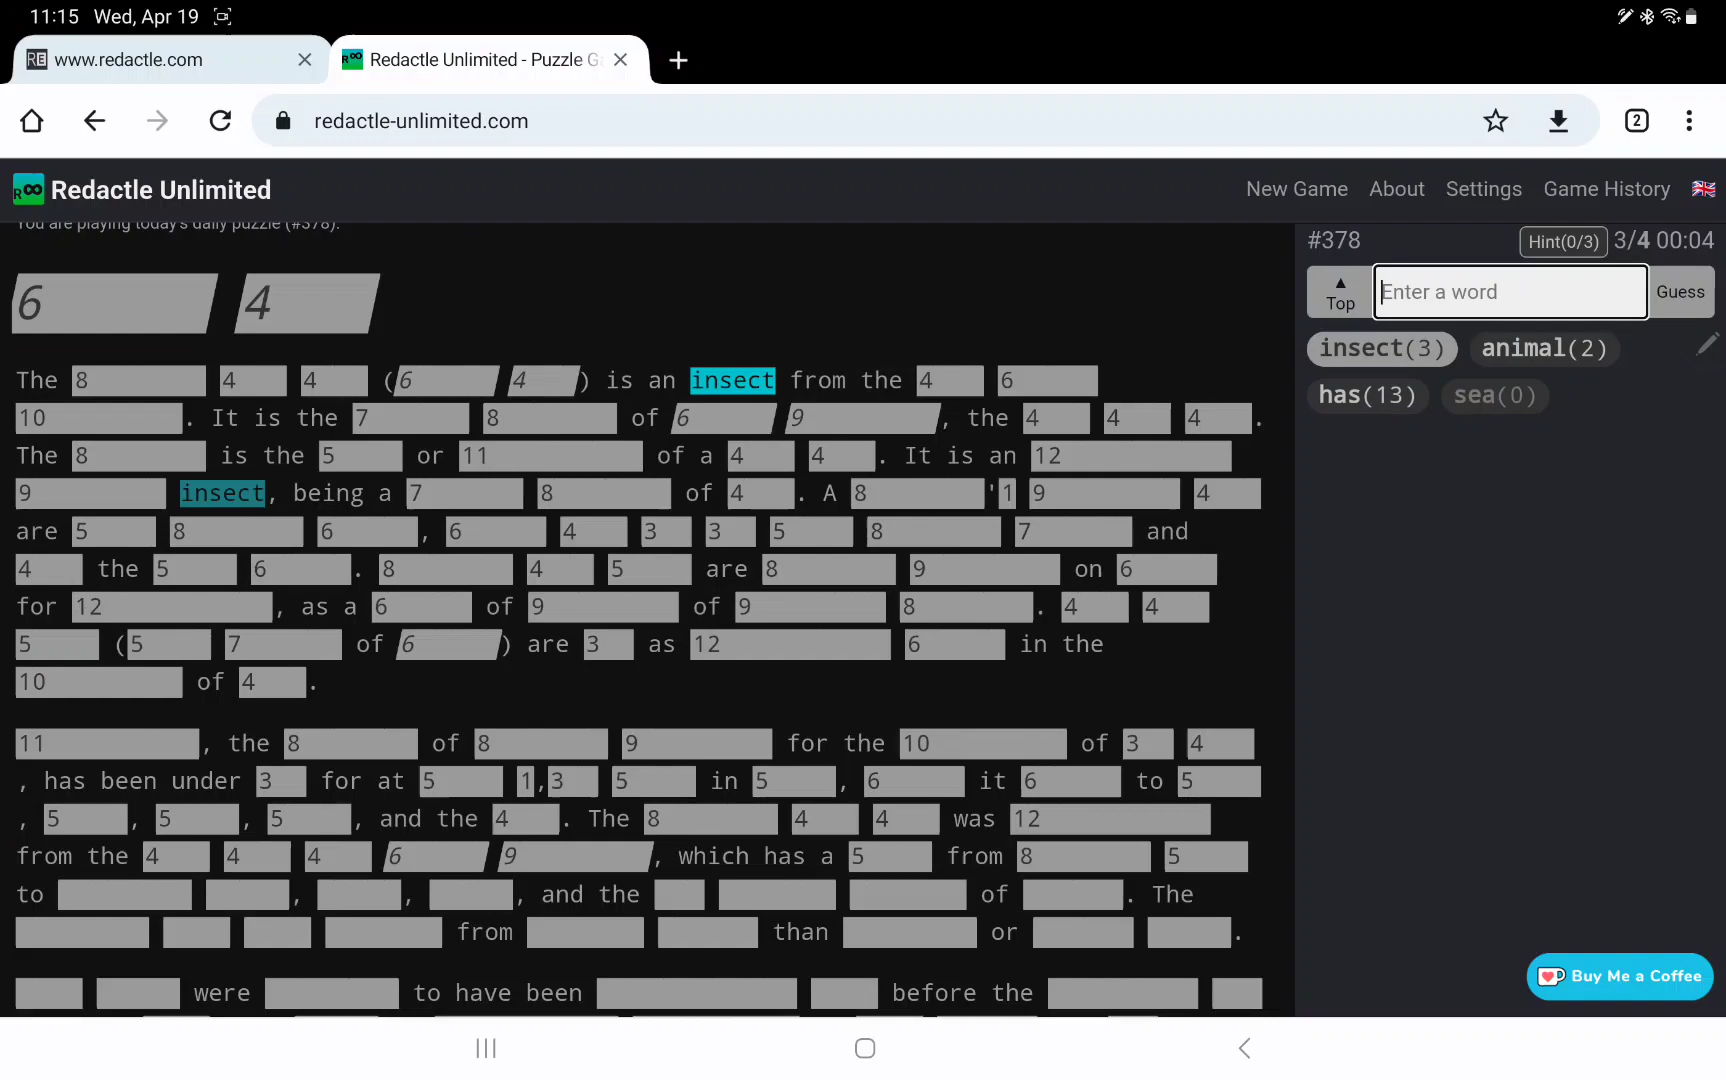 11:15 Wed, Apr 19
www.redactle.com
Redactle Unlimited - Puzzle G
redactle-unlimited.com
2
R∞ Redactle Unlimited
New Game About Settings Game History
You are playing today's daily puzzle (#378).
#378 Hint(0/3) 3/4 00:04
▲ Top Enter a word Guess
insect(3) animal(2)
has(13) sea(0)
6 4
The 8 4 4 (6 4) is an insect from the 4 6
10. It is the 7 8 of 6 9, the 4 4 4.
The 8 is the 5 or 11 of a 4 4. It is an 12
9 insect, being a 7 8 of 4. A 8'1 9 4
are 5 8 6, 6 4 3 3 5 8 7 and
4 the 5 6. 8 4 5 are 8 9 on 6
for 12, as a 6 of 9 of 9 8. 4 4
5 (5 7 of 6) are 3 as 12 6 in the
10 of 4.
11, the 8 of 8 9 for the 10 of 3 4
, has been under 3 for at 5 1,3 5 in 5, 6 it 6 to 5
, 5, 5, 5, and the 4. The 8 4 4 was 12
from the 4 4 4 6 9, which has a 5 from 8 5
to , , , and the of . The
from than or .
were to have been before the
Buy Me a Coffee